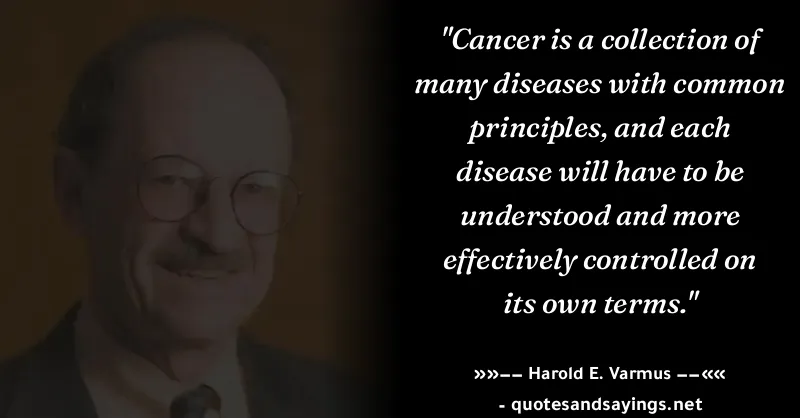 "Cancer is a collection of
many diseases with common
principles, and each
disease will have to be
understood and more
effectively controlled on
its own terms."
»»−− Harold E. Varmus −−««
- quotesandsayings.net